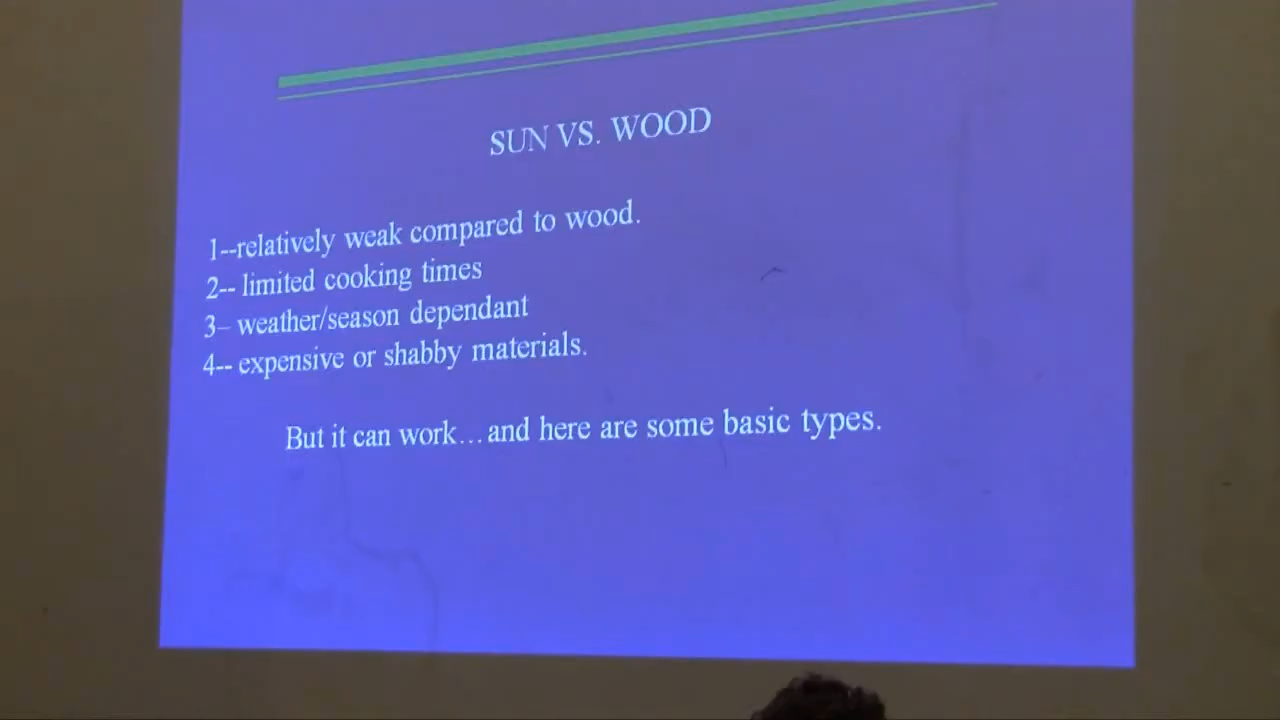 SUN VS. WOOD
1--relatively weak compared to wood.
2-- limited cooking times
3– weather/season dependant
4-- expensive or shabby materials.
But it can work...and here are some basic types.